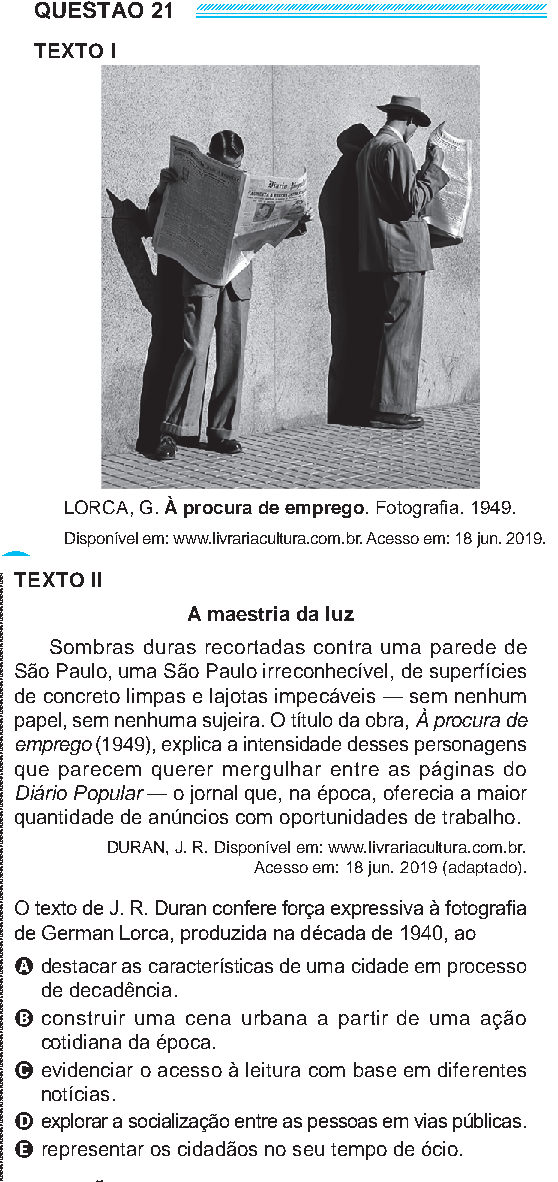 QUESTAO 21
TEXTO I
Diário
LORCA, G. À procura de emprego. Fotografia. 1949.
Disponível em: www.livrariacultura.com.br. Acesso em: 18 jun. 2019.
TEXTO II
A maestria da luz
Sombras duras recortadas contra uma parede de
São Paulo, uma São Paulo irreconhecível, de superfícies
de concreto limpas e lajotas impecáveis — sem nenhum
papel, sem nenhuma sujeira. O título da obra, À procura de
emprego (1949), explica a intensidade desses personagens
que parecem querer mergulhar entre as páginas do
Diário Popular — o jornal que, na época, oferecia a maior
quantidade de anúncios com oportunidades de trabalho.
DURAN, J. R. Disponível em: www.livrariacultura.com.br.
Acesso em: 18 jun. 2019 (adaptado).
O texto de J. R. Duran confere força expressiva à fotografia
de German Lorca, produzida na década de 1940, ao
A destacar as características de uma cidade em processo
de decadência.
B construir uma cena urbana a partir de uma ação
cotidiana da época.
C evidenciar o acesso à leitura com base em diferentes
notícias.
D explorar a socialização entre as pessoas em vias públicas.
E representar os cidadãos no seu tempo de ócio.